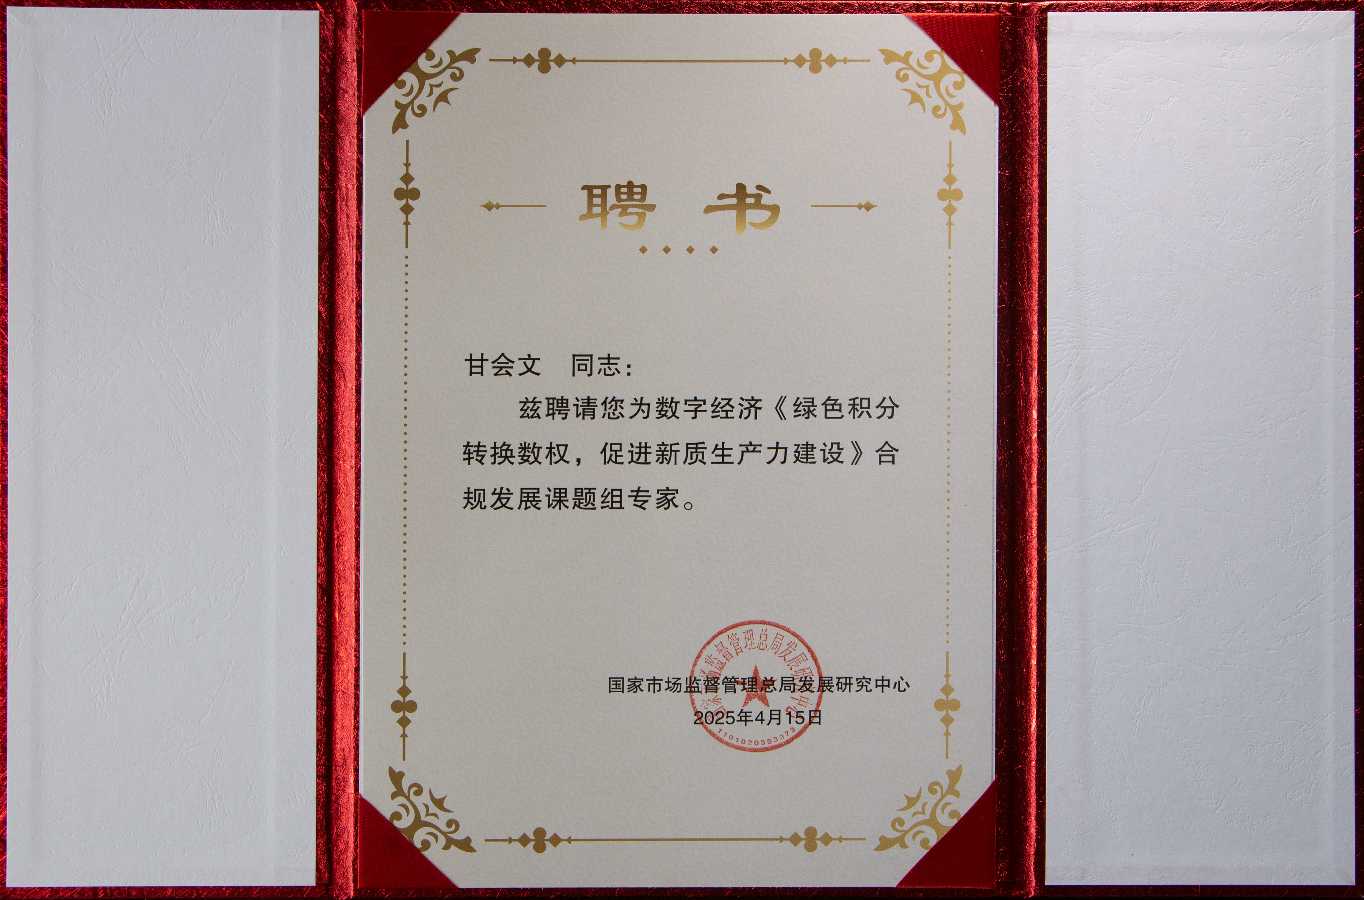 聘书
甘会文 同志：
兹聘请您为数字经济《绿色积分
转换数权，促进新质生产力建设》合
规发展课题组专家。
国家市场监督管理总局发展研究中心
2025年4月15日